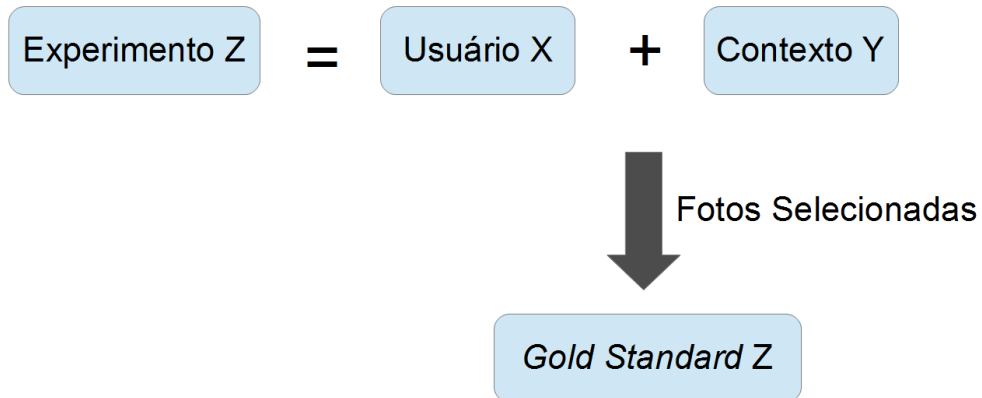 Experimento Z = Usuário X + Contexto Y
Fotos Selecionadas
Gold Standard Z